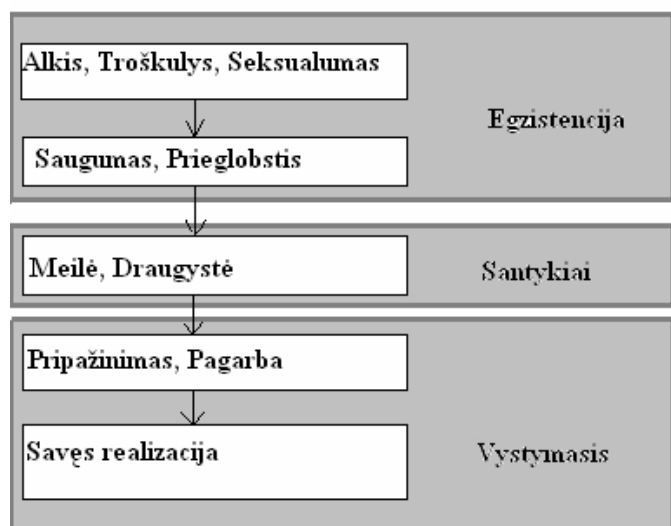 Alkis, Troškulys, Seksualumas
Egzistencija
Saugumas, Prieglobstis
Meilė, Draugystė
Santykiai
Pripažinimas, Pagarba
Savęs realizacija
Vystymasis